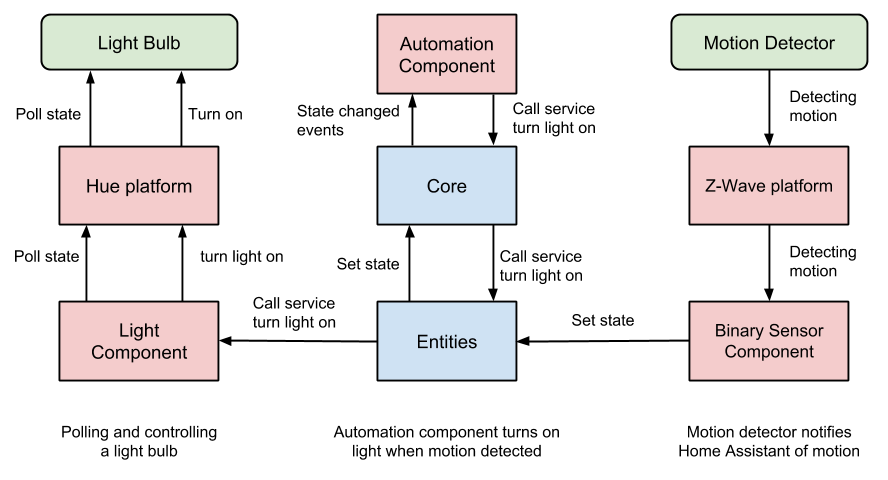 Light Bulb
Automation
Component
Motion Detector
Poll state
Turn on
State changed
events
Call service
turn light on
Detecting
motion
Hue platform
Core
Z-Wave platform
Poll state
turn light on
Set state
Call service
turn light on
Detecting
motion
Light
Component
Call service
turn light on
Entities
Set state
Binary Sensor
Component
Polling and controlling
a light bulb
Automation component turns on
light when motion detected
Motion detector notifies
Home Assistant of motion